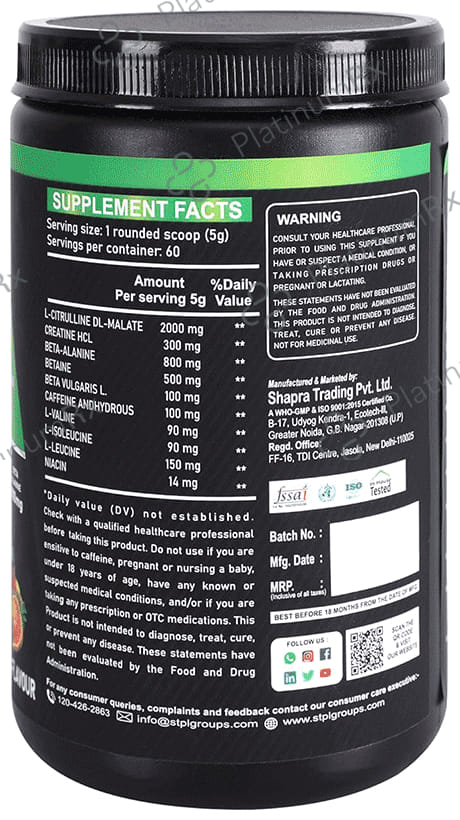 SUPPLEMENT FACTS
Serving size: 1 rounded scoop (5g)
Servings per container: 60
Amount Per serving 5g %Daily Value
L-CITRULLINE DL-MALATE 2000 mg **
CREATINE HCL 300 mg **
BETA-ALANINE 800 mg **
BETAINE 500 mg **
BETA VULGARIS L. 100 mg **
CAFFEINE ANDHYDROUS 100 mg **
L-VALINE 90 mg **
L-ISOLEUCINE 90 mg **
L-LEUCINE 150 mg **
NIACIN 14 mg **
*Daily value (DV) not established.
Check with a qualified healthcare professional
before taking this product. Do not use if you are
ensitive to caffeine, pregnant or nursing a baby,
under 18 years of age, have any known or
suspected medical conditions, and/or if you are
taking any prescription or OTC medications. This
Product is not intended to diagnose, treat, cure,
or prevent any disease. These statements have
not been evaluated by the Food and Drug
Administration.
WARNING
CONSULT YOUR HEALTHCARE PROFESSIONAL
PRIOR TO USING THIS SUPPLEMENT IF YOU
HAVE OR SUSPECT A MEDICAL CONDITION, OR
TAKING PRESCRIPTION DRUGS OR
PREGNANT OR LACTATING.
THESE STATEMENTS HAVE NOT BEEN EVALUATED
BY THE FOOD AND DRUG ADMINISTRATION.
THIS PRODUCT IS NOT INTENDED TO DIAGNOSE,
TREAT, CURE OR PREVENT ANY DISEASE.
NOT FOR MEDICINAL USE.
Manufactured & Marketed by:
Shapra Trading Pvt. Ltd.
A WHO-GMP & ISO 9001:2015 Certified Co.
B-17, Udyog Kendra-1, Ecotech-III,
Greater Noida, G.B. Nagar-201308 (U.P)
Regd. Office:
FF-16, TDI Centre, Jasola, New Delhi-110025
fssai
ISO
Tested
Batch No. :
Mfg. Date :
MRP. :
(Inclusive of all taxes)
BEST BEFORE 18 MONTHS FROM THE DATE OF MFG.
FOLLOW US :
SCAN THE
QR CODE
& VISIT
OUR WEBSITE
FLAVOUR
For any consumer queries, complaints and feedback contact our consumer care executive:-
120-426-2863 info@stplgroups.com www.stplgroups.com
PlatinumRx